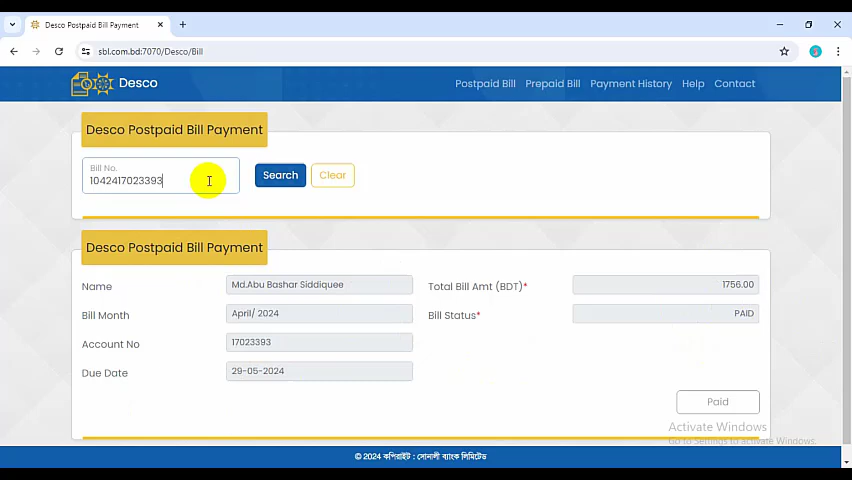 Desco Postpaid Bill Payment
sbl.com.bd:7070/Desco/Bill
Desco
Postpaid Bill Prepaid Bill Payment History Help Contact
Desco Postpaid Bill Payment
Bill No.
1042417023393
Search Clear
Desco Postpaid Bill Payment
Name Md.Abu Bashar Siddiquee Total Bill Amt (BDT)* 1756.00
Bill Month April/ 2024 Bill Status* PAID
Account No 17023393
Due Date 29-05-2024
Paid
Activate Windows
Go to Settings to activate Windows.
© 2024 কপিরাইট : সোনালী ব্যাংক লিমিটেড